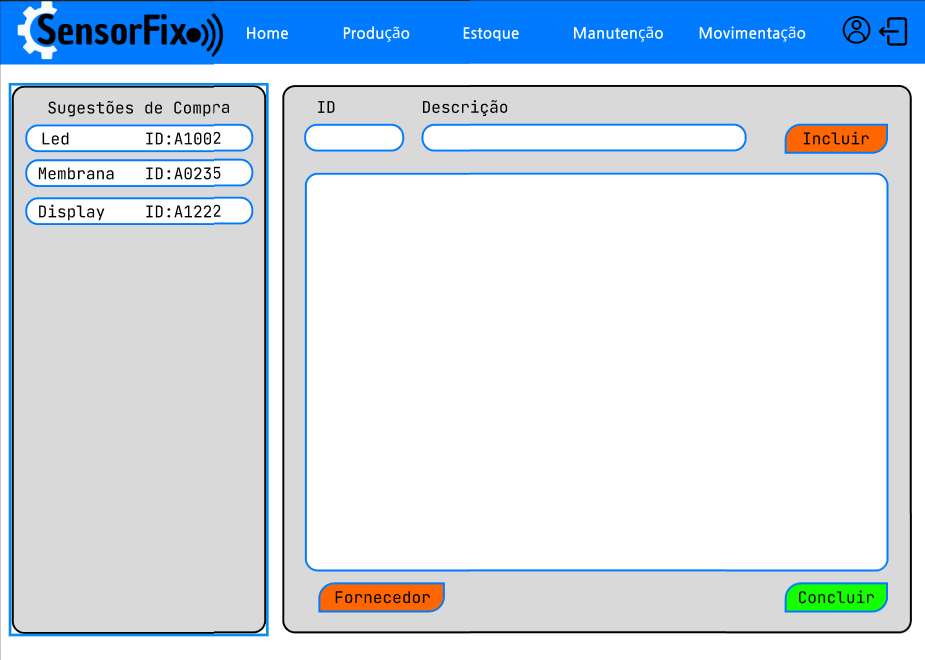 SensorFix Home Produção Estoque Manutenção Movimentação
Sugestões de Compra
Led ID:A1002
Membrana ID:A0235
Display ID:A1222
ID Descrição
Incluir
Fornecedor Concluir